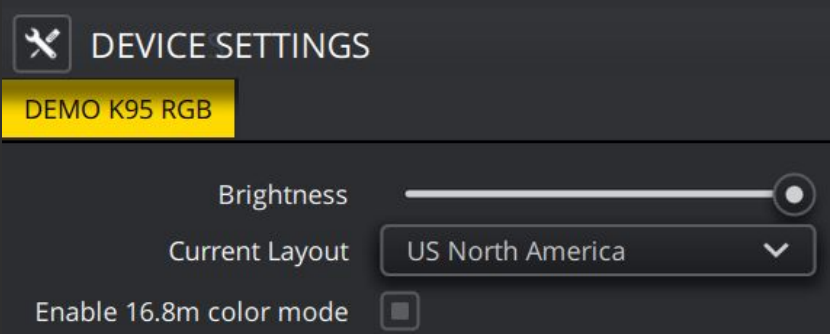 DEVICE SETTINGS
DEMO K95 RGB
Brightness
Current Layout US North America
Enable 16.8m color mode